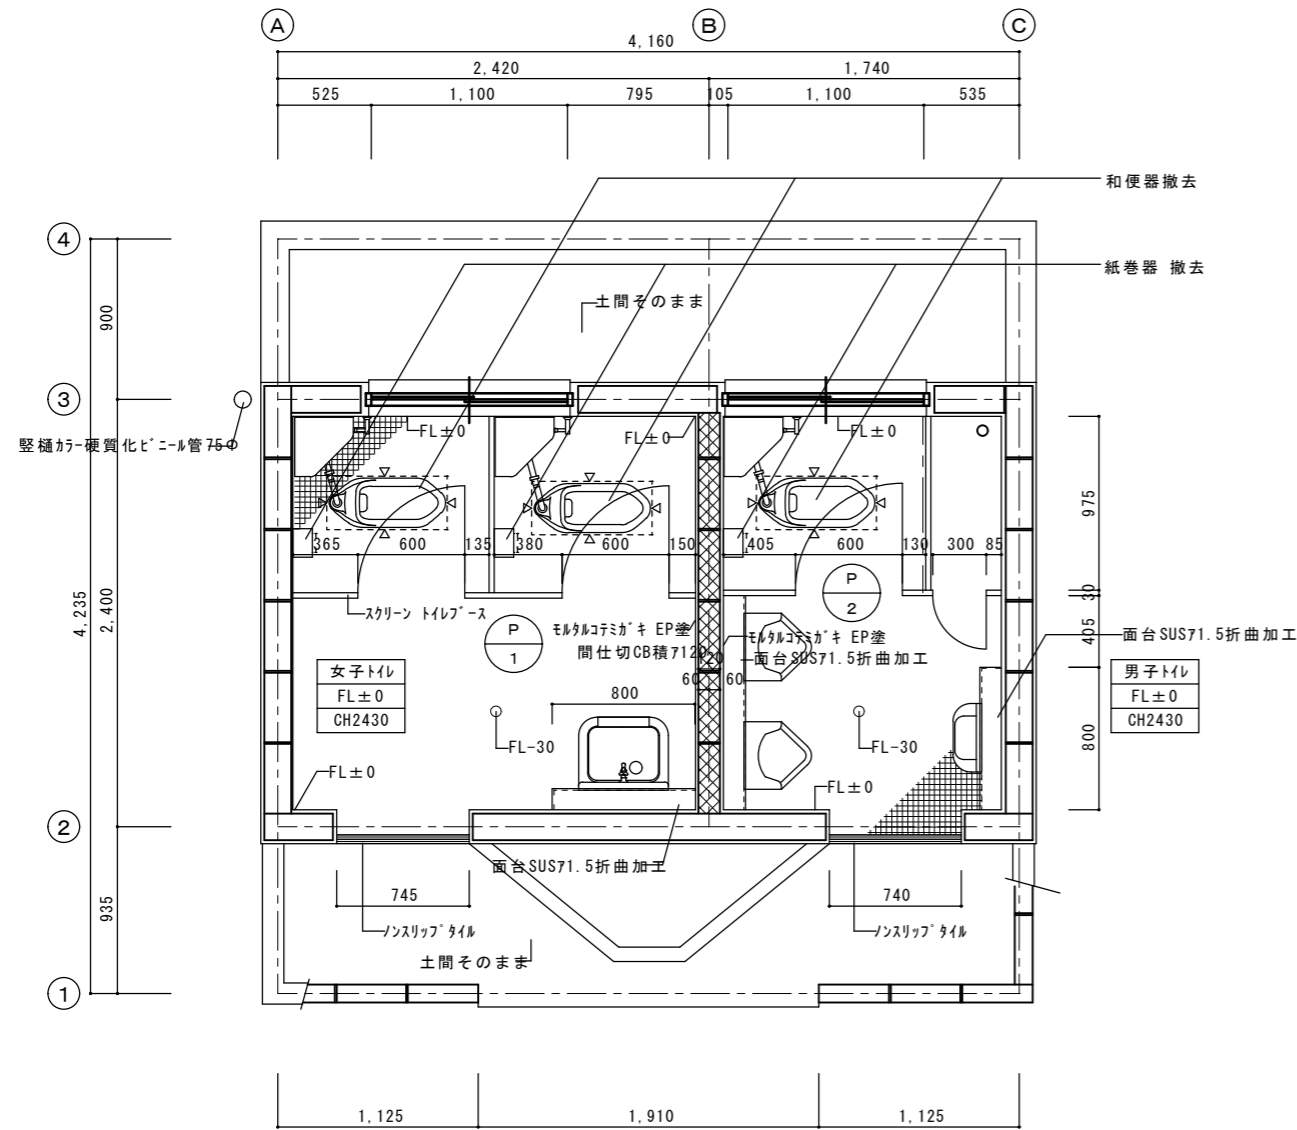 A
B
C
4,160
2,420
1,740
525
1,100
795
105
1,100
535
和便器撤去
4
紙巻器 撤去
土間そのまま
900
3
竪樋ｶﾗｰ硬質化ﾋﾞﾆｰﾙ管75Φ
FL±0
FL±0
FL±0
975
365
600
135
380
600
150
405
600
130
300
85
30
P
2
4,235
2,400
ｽｸﾘｰﾝ ﾄｲﾚﾌﾞｰｽ
P
1
ﾓﾙﾀﾙｺﾃﾐｶﾞｷ EP塗
ﾓﾙﾀﾙｺﾃﾐｶﾞｷ EP塗
405
面台SUSｱ1.5折曲加工
間仕切CB積ｱ120
120
面台SUSｱ1.5折曲加工
女子ﾄｲﾚ
FL±0
CH2430
60
60
男子ﾄｲﾚ
FL±0
CH2430
800
FL-30
FL-30
800
FL±0
FL±0
2
面台SUSｱ1.5折曲加工
745
740
935
ﾉﾝｽﾘｯﾌﾟﾀｲﾙ
ﾉﾝｽﾘｯﾌﾟﾀｲﾙ
土間そのまま
1
1,125
1,910
1,125